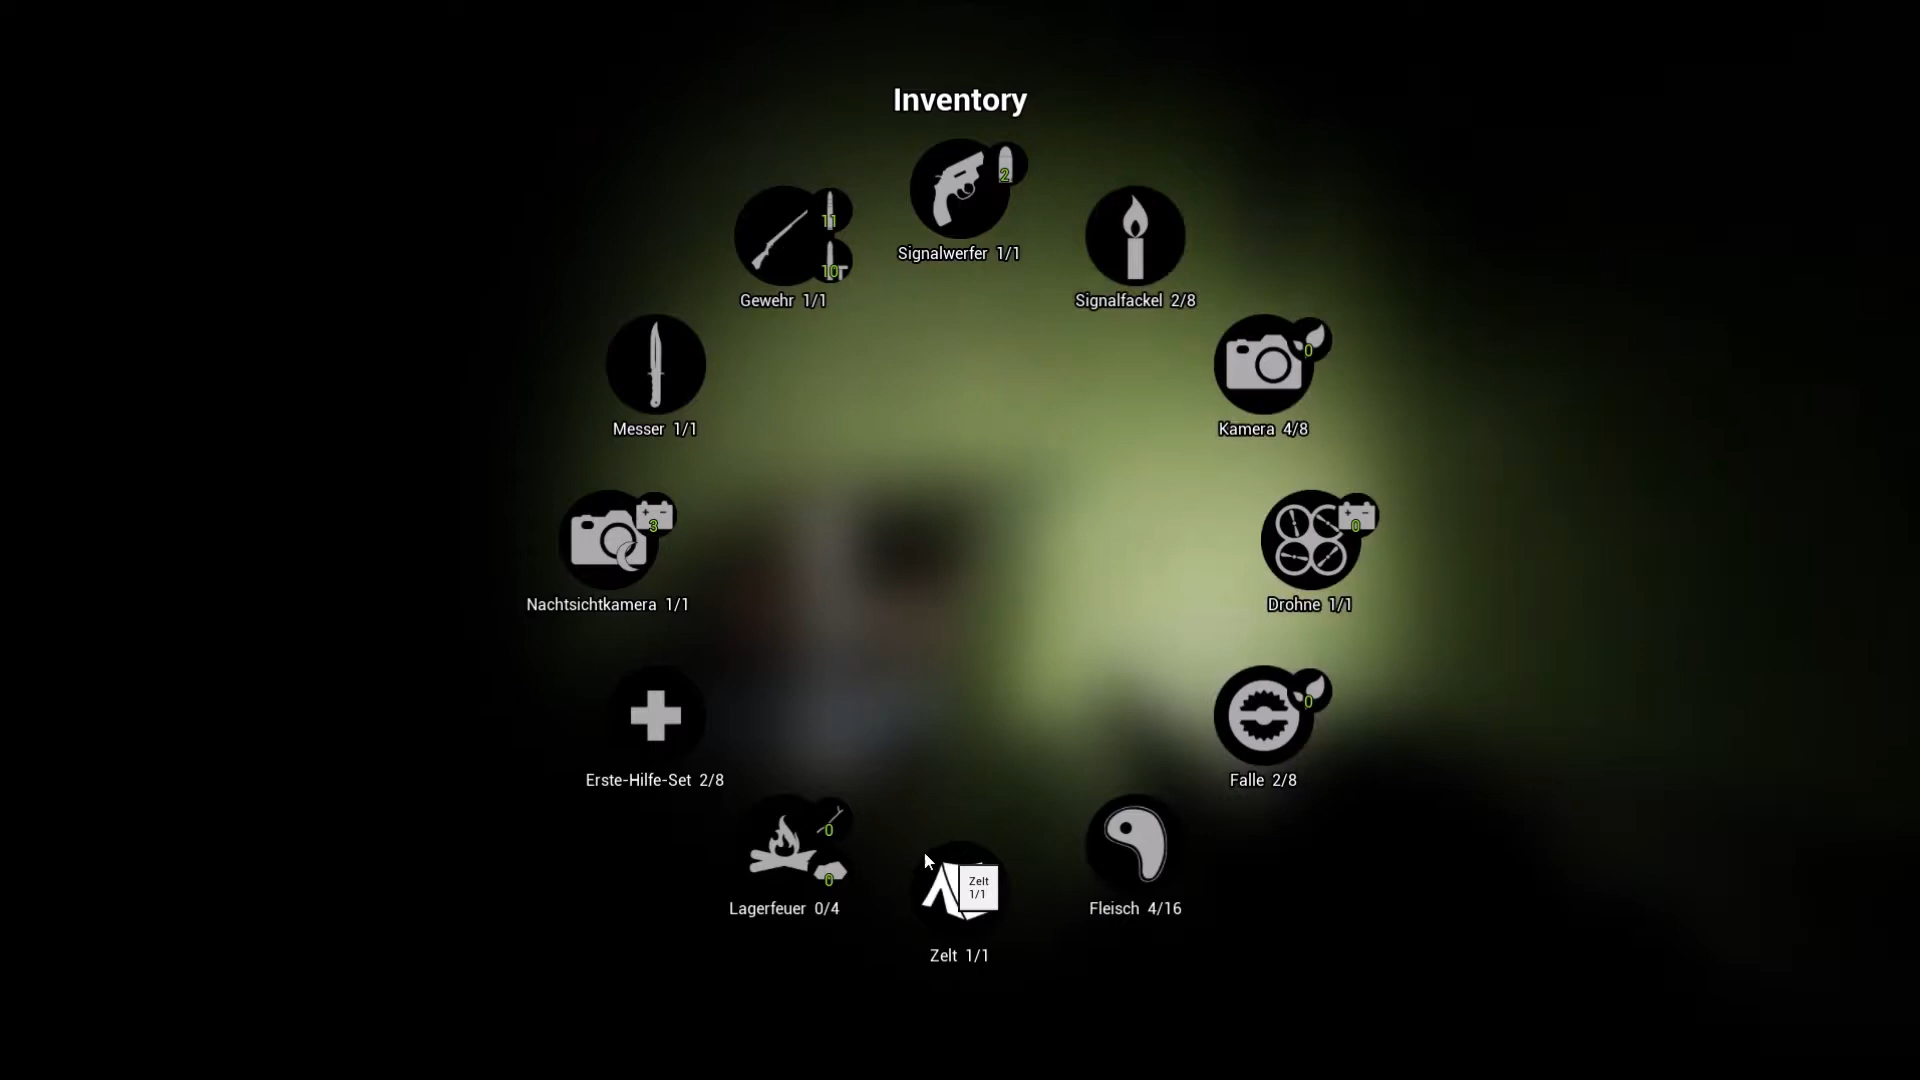 Inventory
2
Signalwerfer 1/1
11
10
Gewehr 1/1
Signalfackel 2/8
Messer 1/1
0
Kamera 4/8
3
Nachtsichtkamera 1/1
0
Drohne 1/1
Erste-Hilfe-Set 2/8
0
Falle 2/8
0
0
Lagerfeuer 0/4
Zelt
1/1
Zelt 1/1
Fleisch 4/16